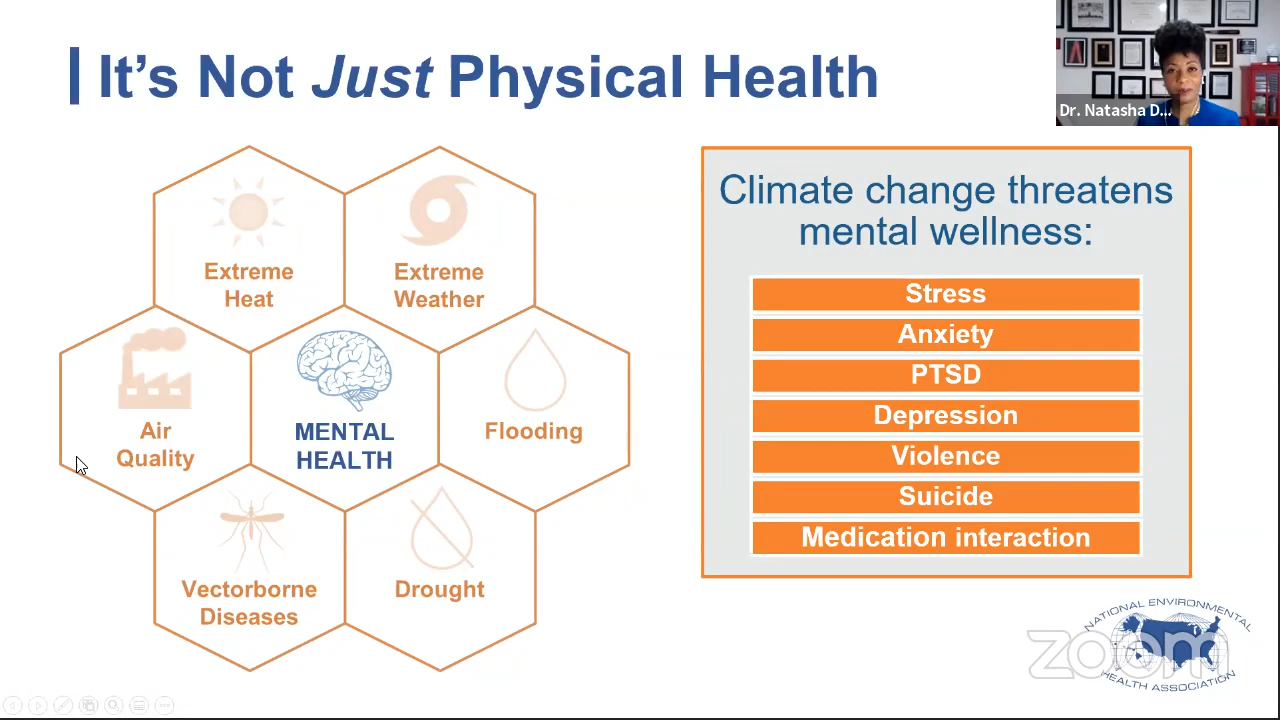 It's Not Just Physical Health
Dr. Natasha D...
Extreme
Heat
Extreme
Weather
Air
Quality
MENTAL
HEALTH
Flooding
Vectorborne
Diseases
Drought
Climate change threatens
mental wellness:
Stress
Anxiety
PTSD
Depression
Violence
Suicide
Medication interaction
NATIONAL ENVIRONMENTAL
HEALTH ASSOCIATION
zoom